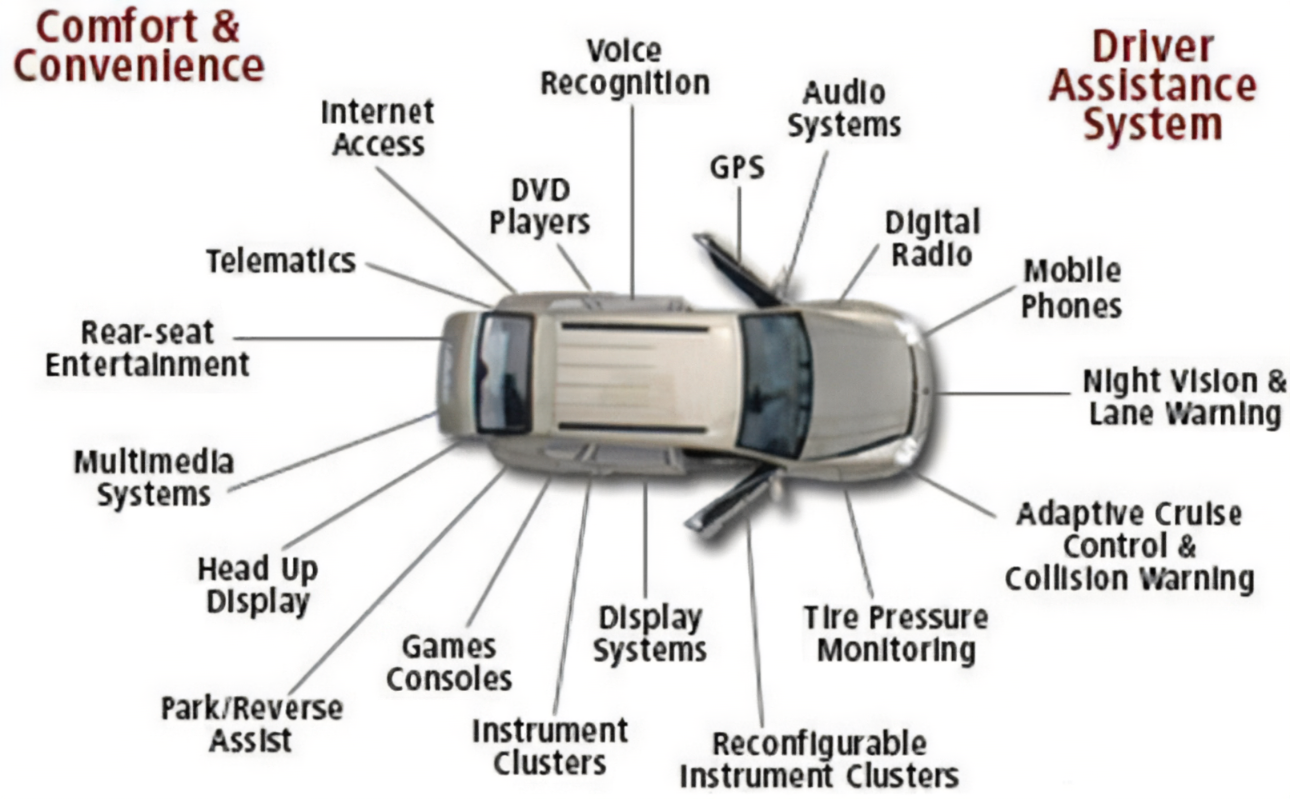 Comfort &
Convenience
Driver
Assistance
System
Voice
Recognition
Audio
Systems
Internet
Access
GPS
DVD
Players
Digital
Radio
Telematics
Mobile
Phones
Rear-seat
Entertainment
Night Vision &
Lane Warning
Multimedia
Systems
Adaptive Cruise
Control &
Collision Warning
Head Up
Display
Display
Systems
Tire Pressure
Monitoring
Games
Consoles
Park/Reverse
Assist
Instrument
Clusters
Reconfigurable
Instrument Clusters